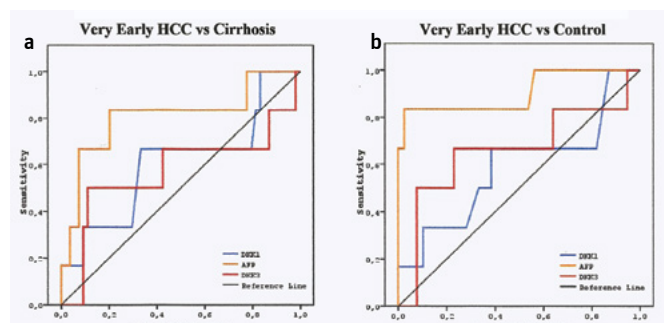 a
Very Early HCC vs Cirrhosis
1,0
0,8
0,6
0,4
0,2
0,0
Sensitivity
DKK1
AFP
DKK3
Reference Line
0,0 0,2 0,4 0,6 0,8 1,0
b
Very Early HCC vs Control
1,0
0,8
0,6
0,4
0,2
0,0
Sensitivity
DKK1
AFP
DKK3
Reference Line
0,0 0,2 0,4 0,6 0,8 1,0